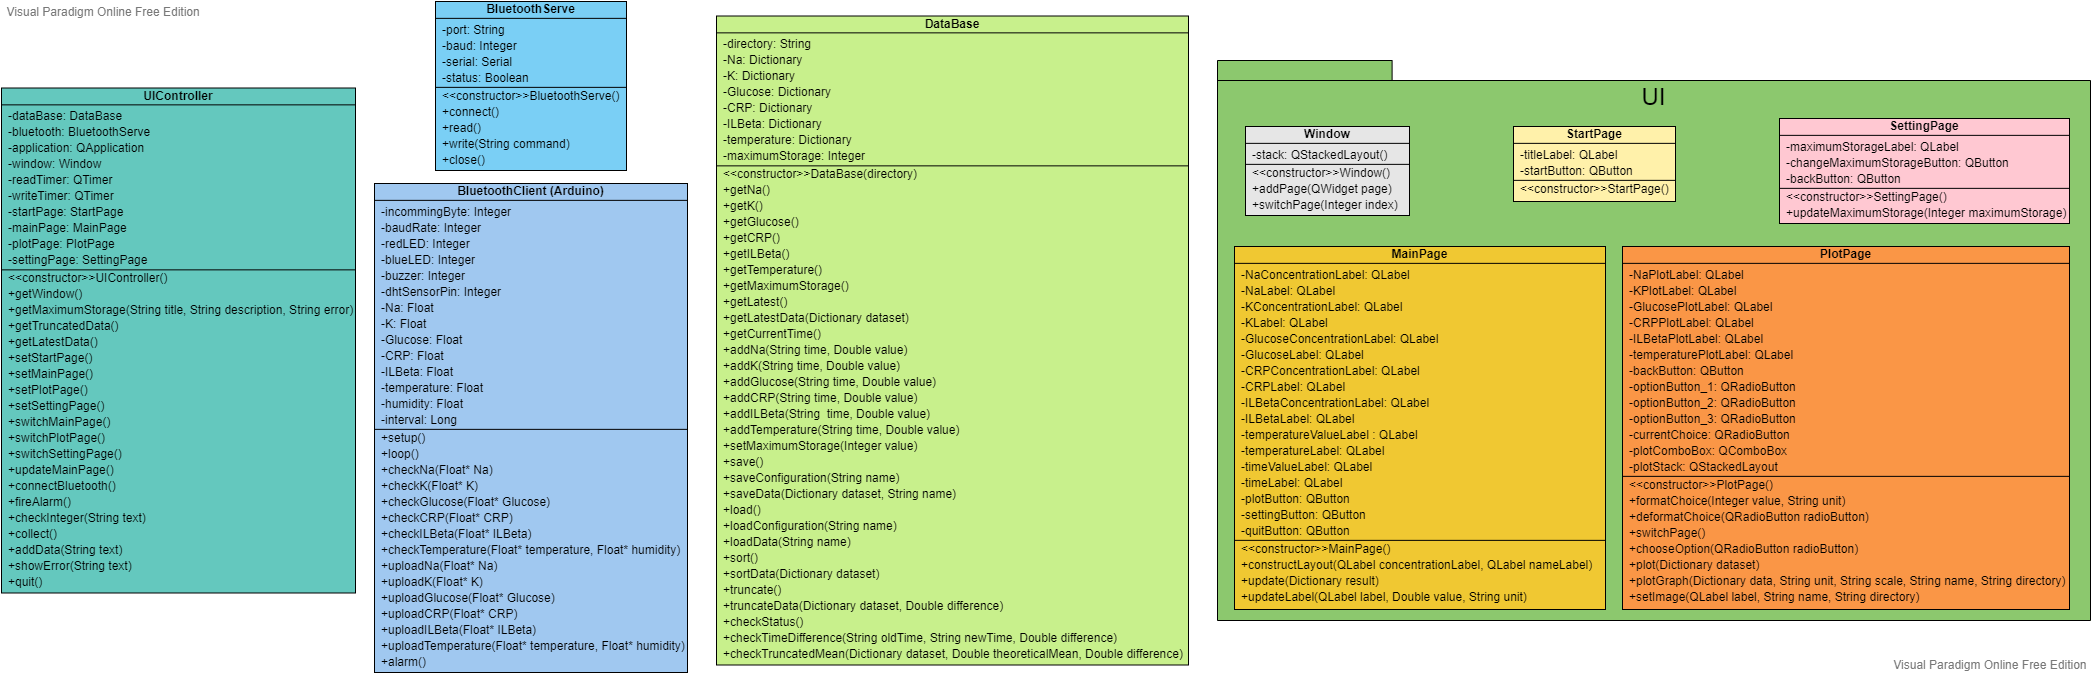 Visual Paradigm Online Free Edition
UIController
-dataBase: DataBase
-bluetooth: BluetoothServe
-application: QApplication
-window: Window
-readTimer: QTimer
-writeTimer: QTimer
-startPage: StartPage
-mainPage: MainPage
-plotPage: PlotPage
-settingPage: SettingPage
<<constructor>>UIController()
+getWindow()
+getMaximumStorage(String title, String description, String error)
+getTruncatedData()
+getLatestData()
+setStartPage()
+setMainPage()
+setPlotPage()
+setSettingPage()
+switchMainPage()
+switchPlotPage()
+switchSettingPage()
+updateMainPage()
+connectBluetooth()
+fireAlarm()
+checkInteger(String text)
+collect()
+addData(String text)
+showError(String text)
+quit()
BluetoothServe
-port: String
-baud: Integer
-serial: Serial
-status: Boolean
<<constructor>>BluetoothServe()
+connect()
+read()
+write(String command)
+close()
BluetoothClient (Arduino)
-incommingByte: Integer
-baudRate: Integer
-redLED: Integer
-blueLED: Integer
-buzzer: Integer
-dhtSensorPin: Integer
-Na: Float
-K: Float
-Glucose: Float
-CRP: Float
-ILBeta: Float
-temperature: Float
-humidity: Float
-interval: Long
+setup()
+loop()
+checkNa(Float* Na)
+checkK(Float* K)
+checkGlucose(Float* Glucose)
+checkCRP(Float* CRP)
+checkILBeta(Float* ILBeta)
+checkTemperature(Float* temperature, Float* humidity)
+uploadNa(Float* Na)
+uploadK(Float* K)
+uploadGlucose(Float* Glucose)
+uploadCRP(Float* CRP)
+uploadILBeta(Float* ILBeta)
+uploadTemperature(Float* temperature, Float* humidity)
+alarm()
DataBase
-directory: String
-Na: Dictionary
-K: Dictionary
-Glucose: Dictionary
-CRP: Dictionary
-ILBeta: Dictionary
-temperature: Dictionary
-maximumStorage: Integer
<<constructor>>DataBase(directory)
+getNa()
+getK()
+getGlucose()
+getCRP()
+getILBeta()
+getTemperature()
+getMaximumStorage()
+getLatest()
+getLatestData(Dictionary dataset)
+getCurrentTime()
+addNa(String time, Double value)
+addK(String time, Double value)
+addGlucose(String time, Double value)
+addCRP(String time, Double value)
+addILBeta(String  time, Double value)
+addTemperature(String time, Double value)
+setMaximumStorage(Integer value)
+save()
+saveConfiguration(String name)
+saveData(Dictionary dataset, String name)
+load()
+loadConfiguration(String name)
+loadData(String name)
+sort()
+sortData(Dictionary dataset)
+truncate()
+truncateData(Dictionary dataset, Double difference)
+checkStatus()
+checkTimeDifference(String oldTime, String newTime, Double difference)
+checkTruncatedMean(Dictionary dataset, Double theoreticalMean, Double difference)
UI
Window
-stack: QStackedLayout()
<<constructor>>Window()
+addPage(QWidget page)
+switchPage(Integer index)
StartPage
-titleLabel: QLabel
-startButton: QButton
<<constructor>>StartPage()
SettingPage
-maximumStorageLabel: QLabel
-changeMaximumStorageButton: QButton
-backButton: QButton
<<constructor>>SettingPage()
+updateMaximumStorage(Integer maximumStorage)
MainPage
-NaConcentrationLabel: QLabel
-NaLabel: QLabel
-KConcentrationLabel: QLabel
-KLabel: QLabel
-GlucoseConcentrationLabel: QLabel
-GlucoseLabel: QLabel
-CRPConcentrationLabel: QLabel
-CRPLabel: QLabel
-ILBetaConcentrationLabel: QLabel
-ILBetaLabel: QLabel
-temperatureValueLabel : QLabel
-temperatureLabel: QLabel
-timeValueLabel: QLabel
-timeLabel: QLabel
-plotButton: QButton
-settingButton: QButton
-quitButton: QButton
<<constructor>>MainPage()
+constructLayout(QLabel concentrationLabel, QLabel nameLabel)
+update(Dictionary result)
+updateLabel(QLabel label, Double value, String unit)
PlotPage
-NaPlotLabel: QLabel
-KPlotLabel: QLabel
-GlucosePlotLabel: QLabel
-CRPPlotLabel: QLabel
-ILBetaPlotLabel: QLabel
-temperaturePlotLabel: QLabel
-backButton: QButton
-optionButton_1: QRadioButton
-optionButton_2: QRadioButton
-optionButton_3: QRadioButton
-currentChoice: QRadioButton
-plotComboBox: QComboBox
-plotStack: QStackedLayout
<<constructor>>PlotPage()
+formatChoice(Integer value, String unit)
+deformatChoice(QRadioButton radioButton)
+switchPage()
+chooseOption(QRadioButton radioButton)
+plot(Dictionary dataset)
+plotGraph(Dictionary data, String unit, String scale, String name, String directory)
+setImage(QLabel label, String name, String directory)
Visual Paradigm Online Free Edition